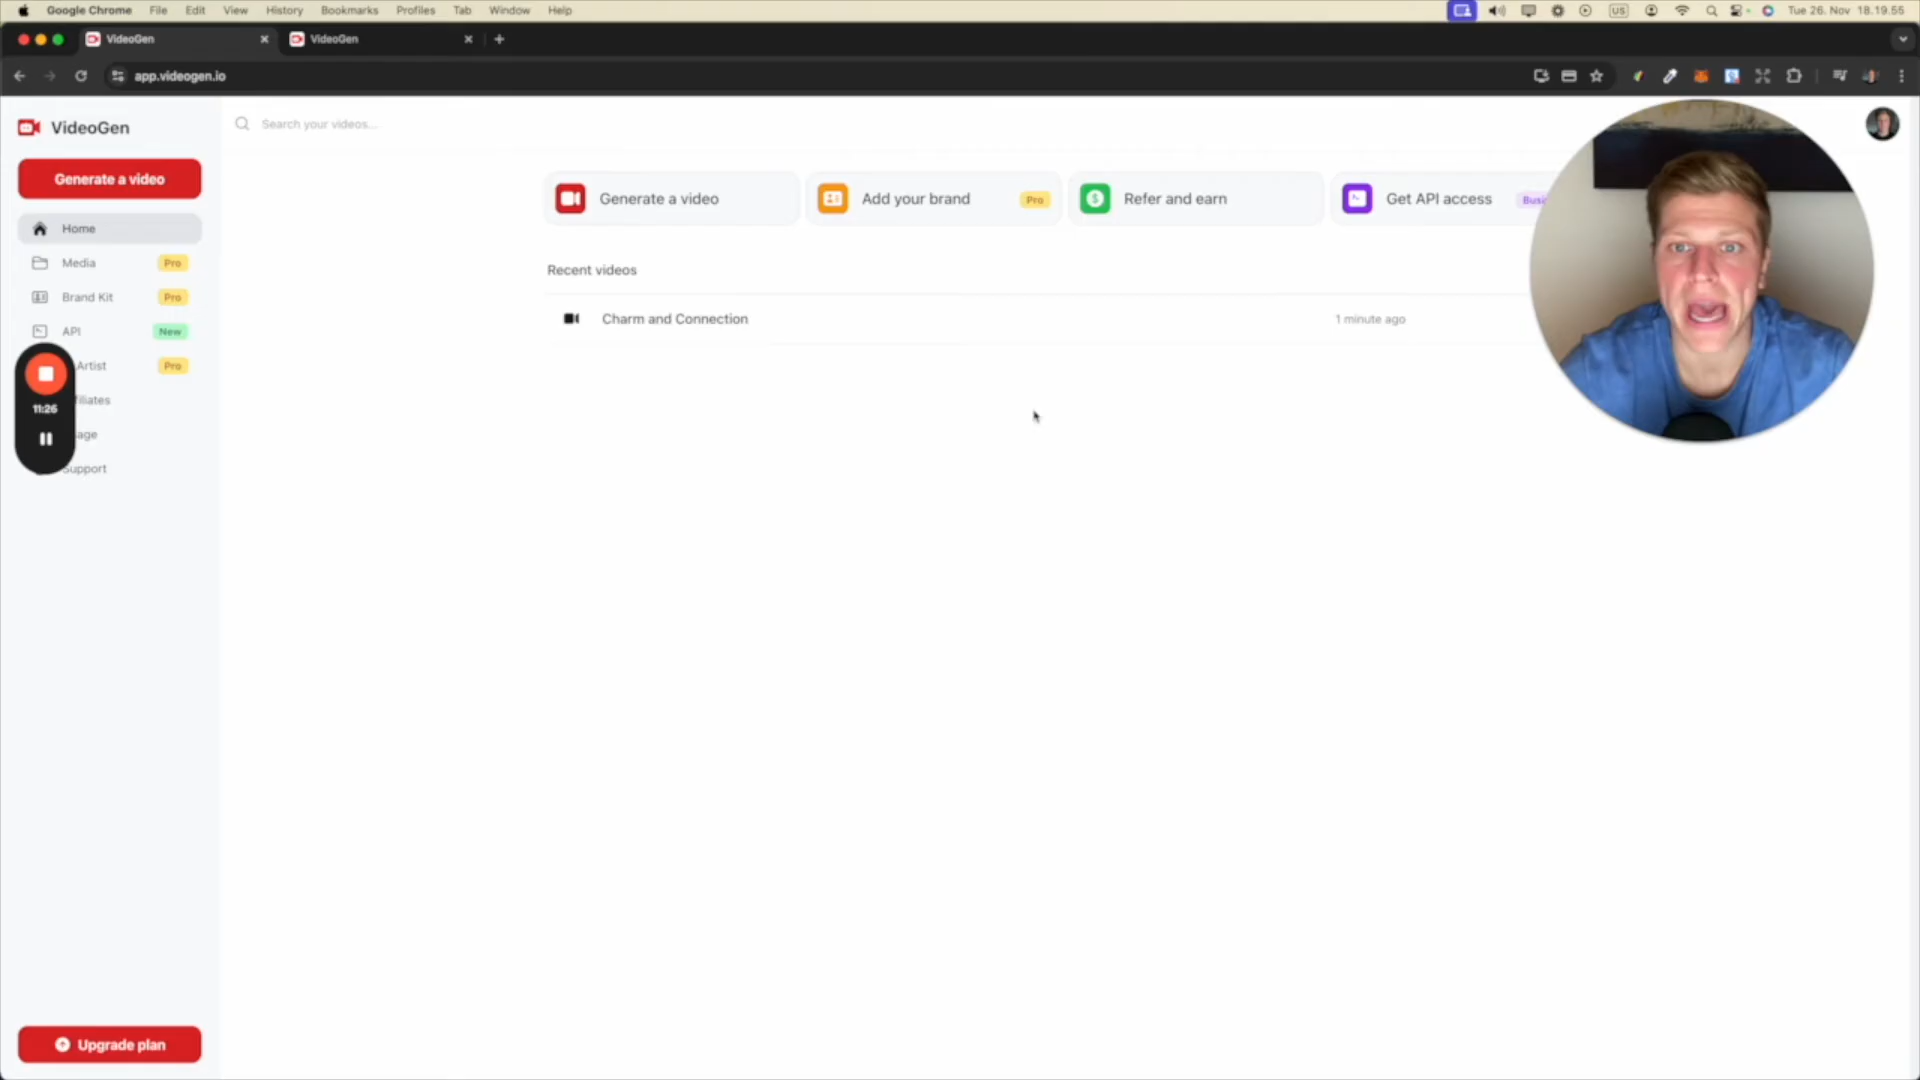 Google Chrome File Edit View History Bookmarks Profiles Tab Window Help US Tue 26. Nov 18.19.55
VideoGen VideoGen
app.videogen.io
VideoGen
Search your videos...
Generate a video
Generate a video
Add your brand Pro
Refer and earn
Get API access
Home
Media Pro
Recent videos
Brand Kit Pro
Charm and Connection 1 minute ago
API New
Artist Pro
11:26
Support
Upgrade plan